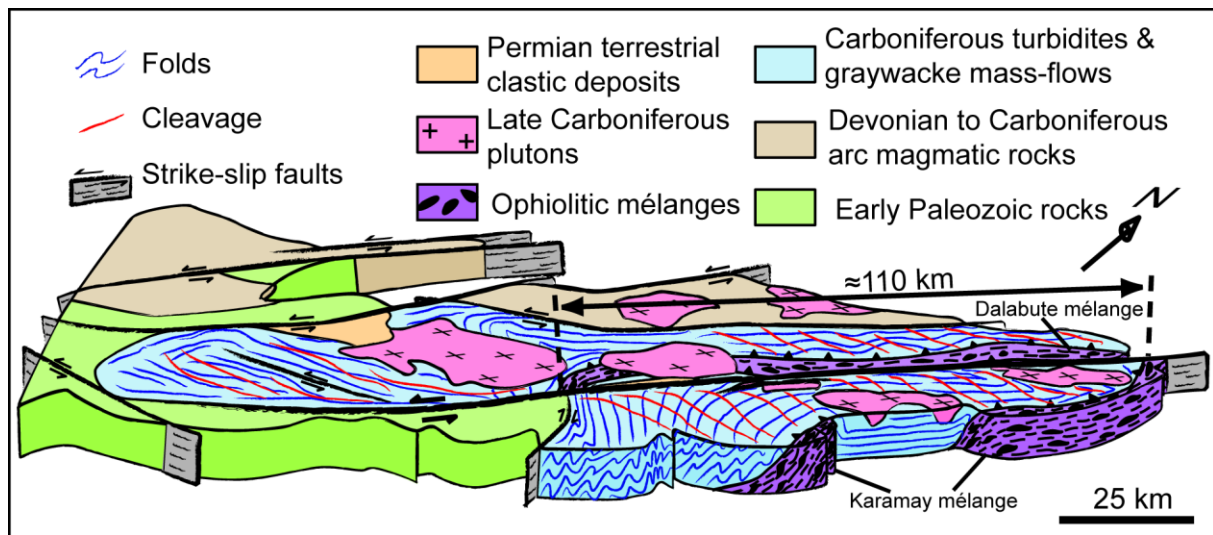 Folds
Cleavage
Strike-slip faults
Permian terrestrial
clastic deposits
Late Carboniferous
plutons
Ophiolitic mélanges
Carboniferous turbidites &
graywacke mass-flows
Devonian to Carboniferous
arc magmatic rocks
Early Paleozoic rocks
N
≈110 km
Dalabute mélange
Karamay mélange
25 km